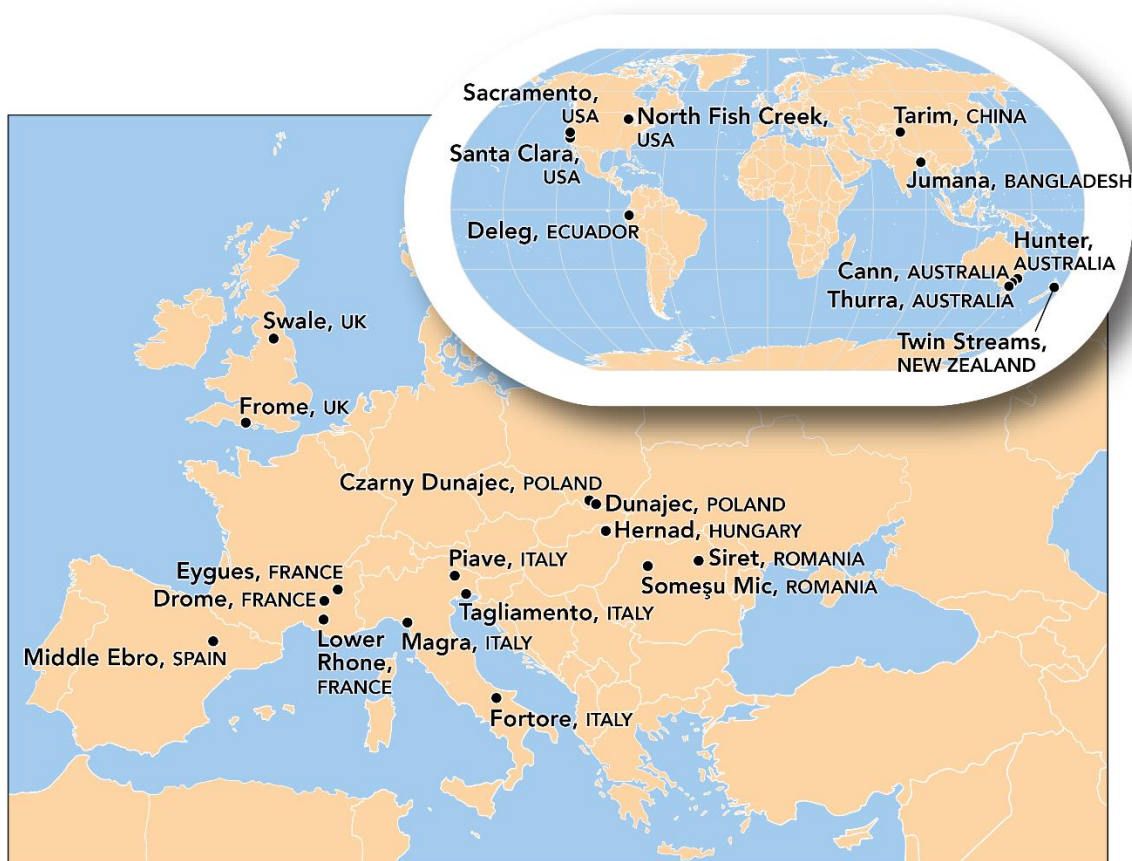 Sacramento,
USA
North Fish Creek,
USA
Tarim, CHINA
Santa Clara,
USA
Jumana, BANGLADESH
Deleg, ECUADOR
Hunter,
AUSTRALIA
Cann, AUSTRALIA
Thurra, AUSTRALIA
Twin Streams,
NEW ZEALAND
Swale, UK
Frome, UK
Czarny Dunajec, POLAND
Dunajec, POLAND
Hernad, HUNGARY
Piave, ITALY
Siret, ROMANIA
Eygues, FRANCE
Someşu Mic, ROMANIA
Drome, FRANCE
Tagliamento, ITALY
Lower
Rhone,
FRANCE
Magra, ITALY
Middle Ebro, SPAIN
Fortore, ITALY